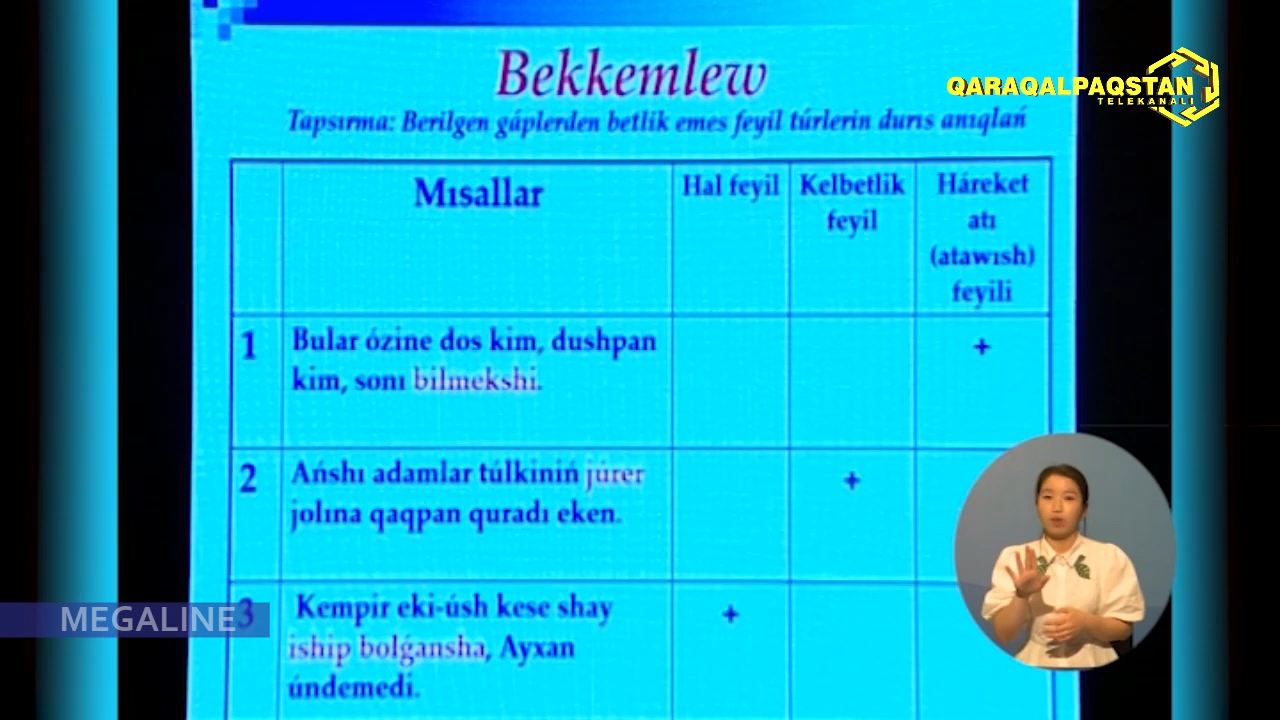 QARAQALPAQSTAN
TELEKANALI
Bekkemlew
Tapsırma: Berilgen gáplerden betlik emes feyil túrlerin durıs anıqlań
Mısallar
Hal feyil
Kelbetlik
feyil
Háreket
atı
(atawısh)
feyili
1
Bular ózine dos kim, dushpan
kim, sonı bilmekshi.
+
2
Ańshı adamlar túlkiniń júrer
jolına qaqpan quradı eken.
+
3
Kempir eki-úsh kese shay
iship bolǵansha, Ayxan
úndemedi.
+
MEGALINE